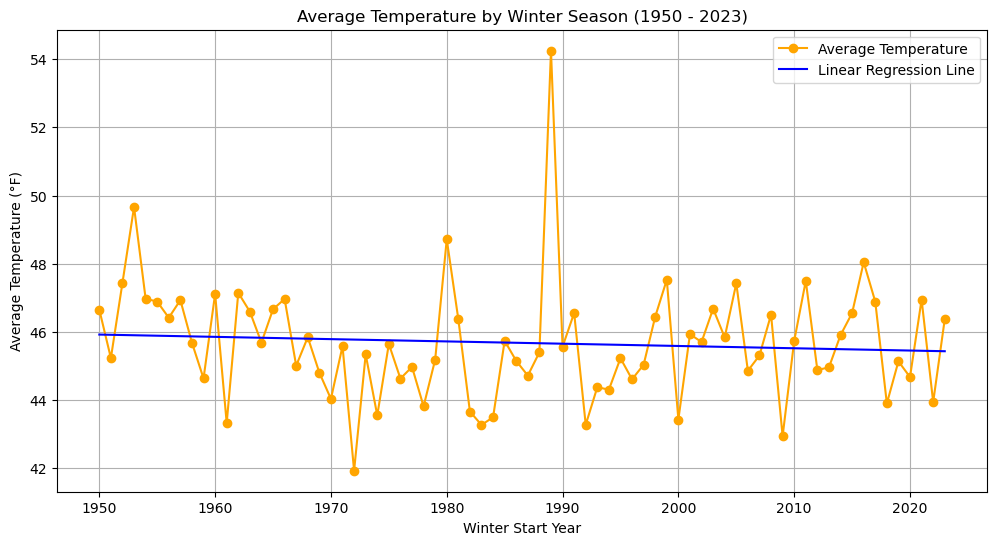 Average Temperature by Winter Season (1950 - 2023)
Average Temperature
Linear Regression Line
Average Temperature (°F)
54
52
50
48
46
44
42
1950 1960 1970 1980 1990 2000 2010 2020
Winter Start Year